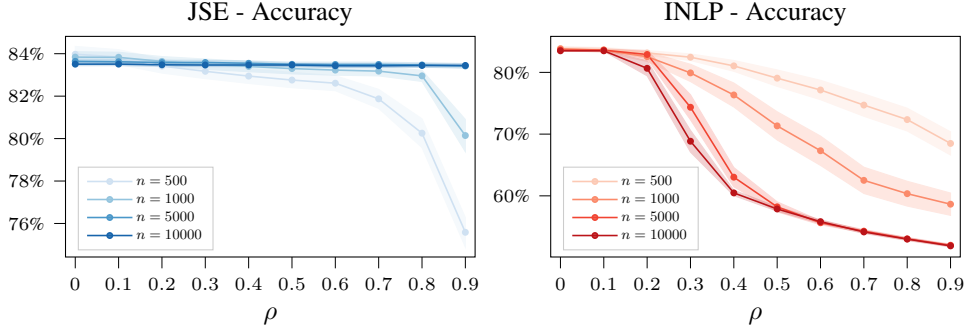 JSE - Accuracy
84%
82%
80%
78%
76%
n = 500
n = 1000
n = 5000
n = 10000
0 0.1 0.2 0.3 0.4 0.5 0.6 0.7 0.8 0.9
ρ
INLP - Accuracy
80%
70%
60%
n = 500
n = 1000
n = 5000
n = 10000
0 0.1 0.2 0.3 0.4 0.5 0.6 0.7 0.8 0.9
ρ